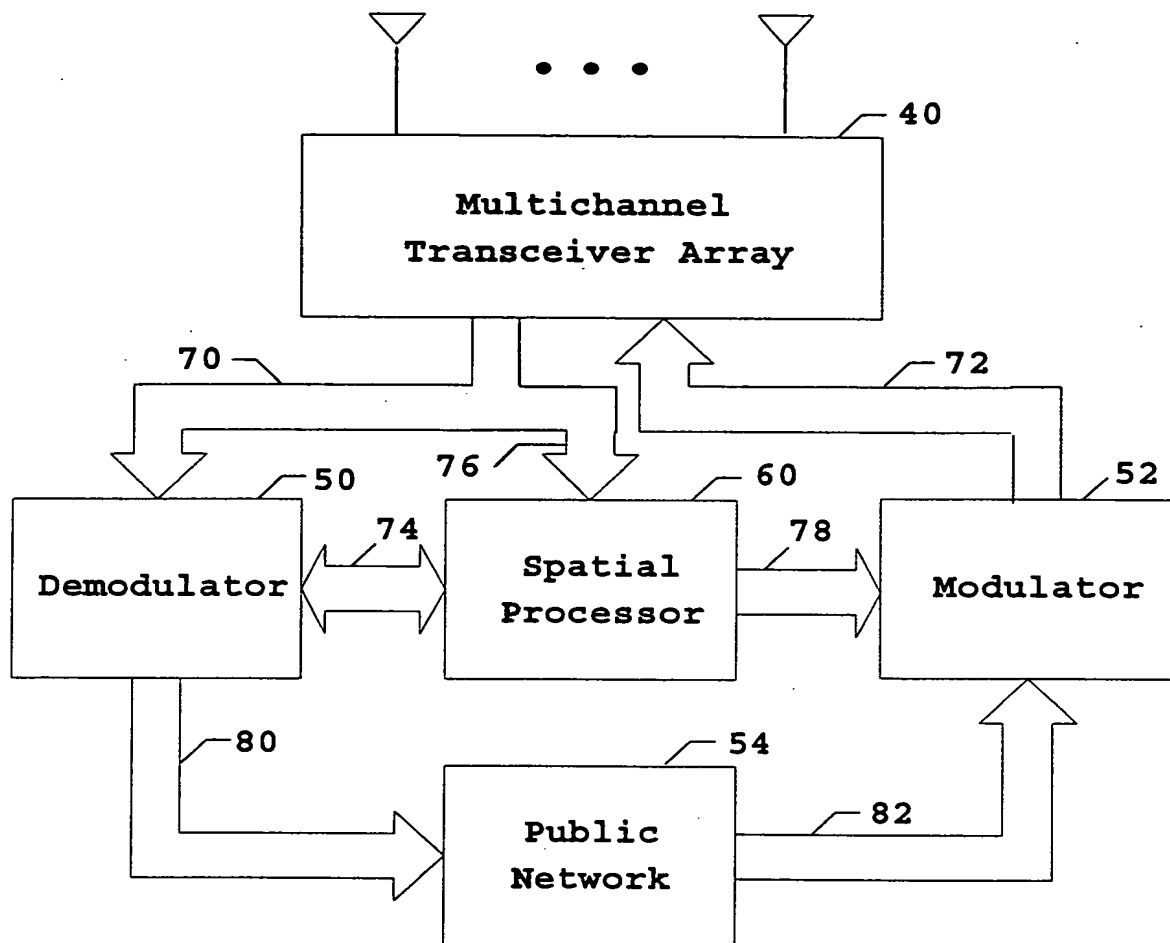 40
Multichannel
Transceiver Array
70
72
76
50
60
52
74
78
Demodulator
Spatial
Processor
Modulator
80
54
82
Public
Network